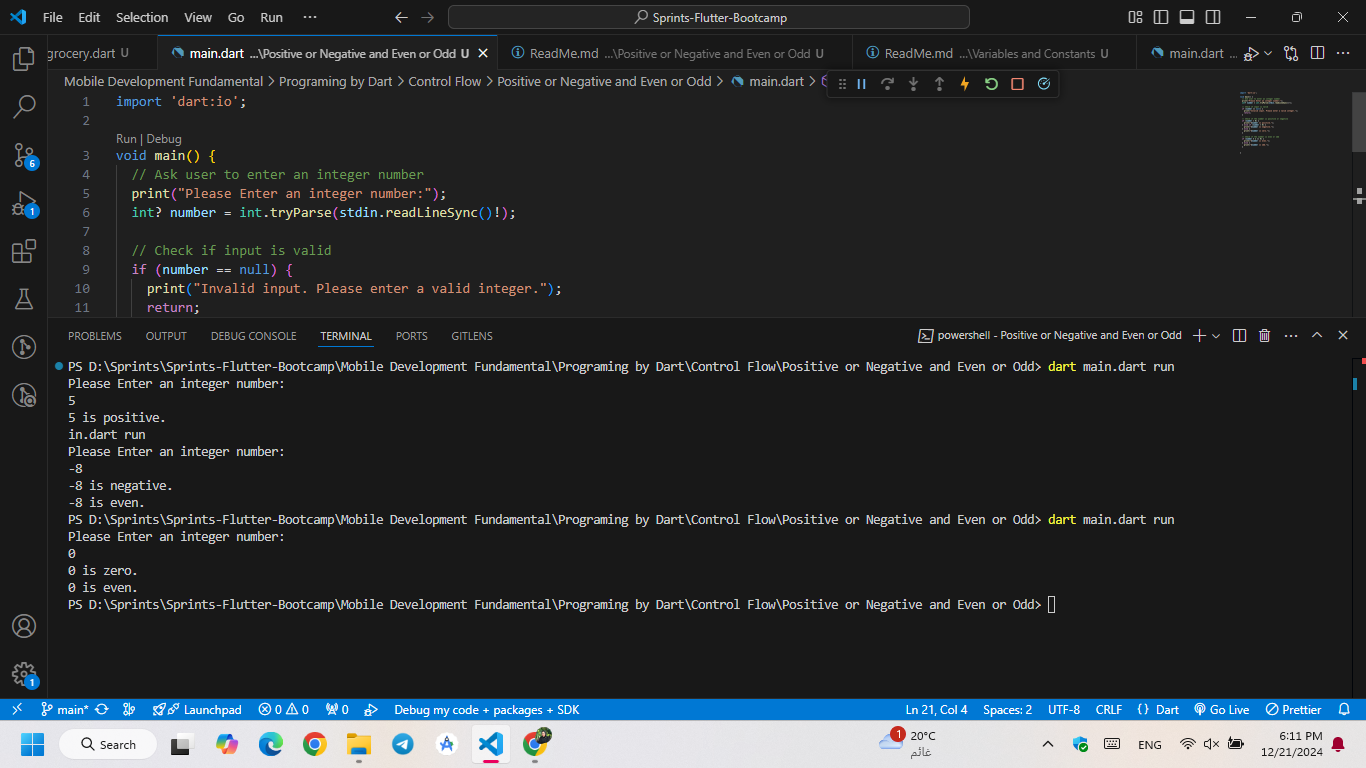 File Edit Selection View Go Run ··· Sprints-Flutter-Bootcamp
grocery.dart U main.dart ...\Positive or Negative and Even or Odd U ReadMe.md ...\Positive or Negative and Even or Odd U ReadMe.md ...\Variables and Constants U main.dart ...
Mobile Development Fundamental > Programing by Dart > Control Flow > Positive or Negative and Even or Odd > main.dart >
1 import 'dart:io';
2
Run | Debug
3 void main() {
4 // Ask user to enter an integer number
5 print("Please Enter an integer number:");
6 int? number = int.tryParse(stdin.readLineSync()!);
7
8 // Check if input is valid
9 if (number == null) {
10 print("Invalid input. Please enter a valid integer.");
11 return;
6
1
PROBLEMS OUTPUT DEBUG CONSOLE TERMINAL PORTS GITLENS powershell - Positive or Negative and Even or Odd
PS D:\Sprints\Sprints-Flutter-Bootcamp\Mobile Development Fundamental\Programing by Dart\Control Flow\Positive or Negative and Even or Odd> dart main.dart run
Please Enter an integer number:
5
5 is positive.
in.dart run
Please Enter an integer number:
-8
-8 is negative.
-8 is even.
PS D:\Sprints\Sprints-Flutter-Bootcamp\Mobile Development Fundamental\Programing by Dart\Control Flow\Positive or Negative and Even or Odd> dart main.dart run
Please Enter an integer number:
0
0 is zero.
0 is even.
PS D:\Sprints\Sprints-Flutter-Bootcamp\Mobile Development Fundamental\Programing by Dart\Control Flow\Positive or Negative and Even or Odd>
1
main* Launchpad 0 0 0 Debug my code + packages + SDK Ln 21, Col 4 Spaces: 2 UTF-8 CRLF { } Dart Go Live Prettier
Search 1 20°C ENG 6:11 PM
غائم 12/21/2024